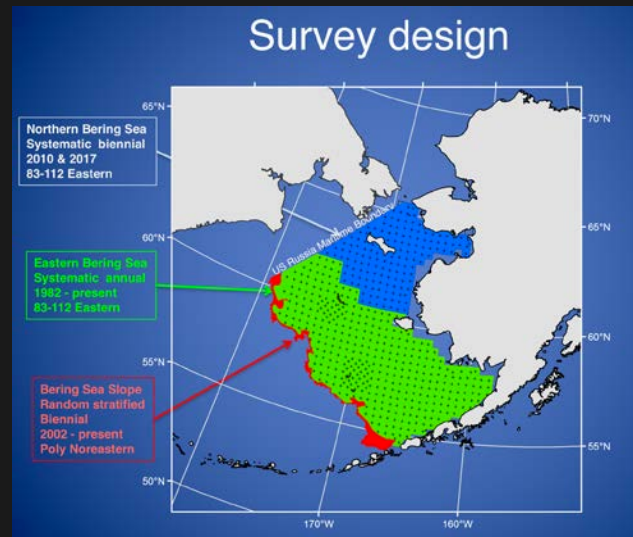 Survey design
65°N
70°N
Northern Bering Sea
Systematic biennial
2010 & 2017
83-112 Eastern
US Russia Maritime Boundary
60°N
65°N
Eastern Bering Sea
Systematic annual
1982 - present
83-112 Eastern
55°N
60°N
Bering Sea Slope
Random stratified
Biennial
2002 - present
Poly Noreastern
50°N
55°N
170°W
160°W